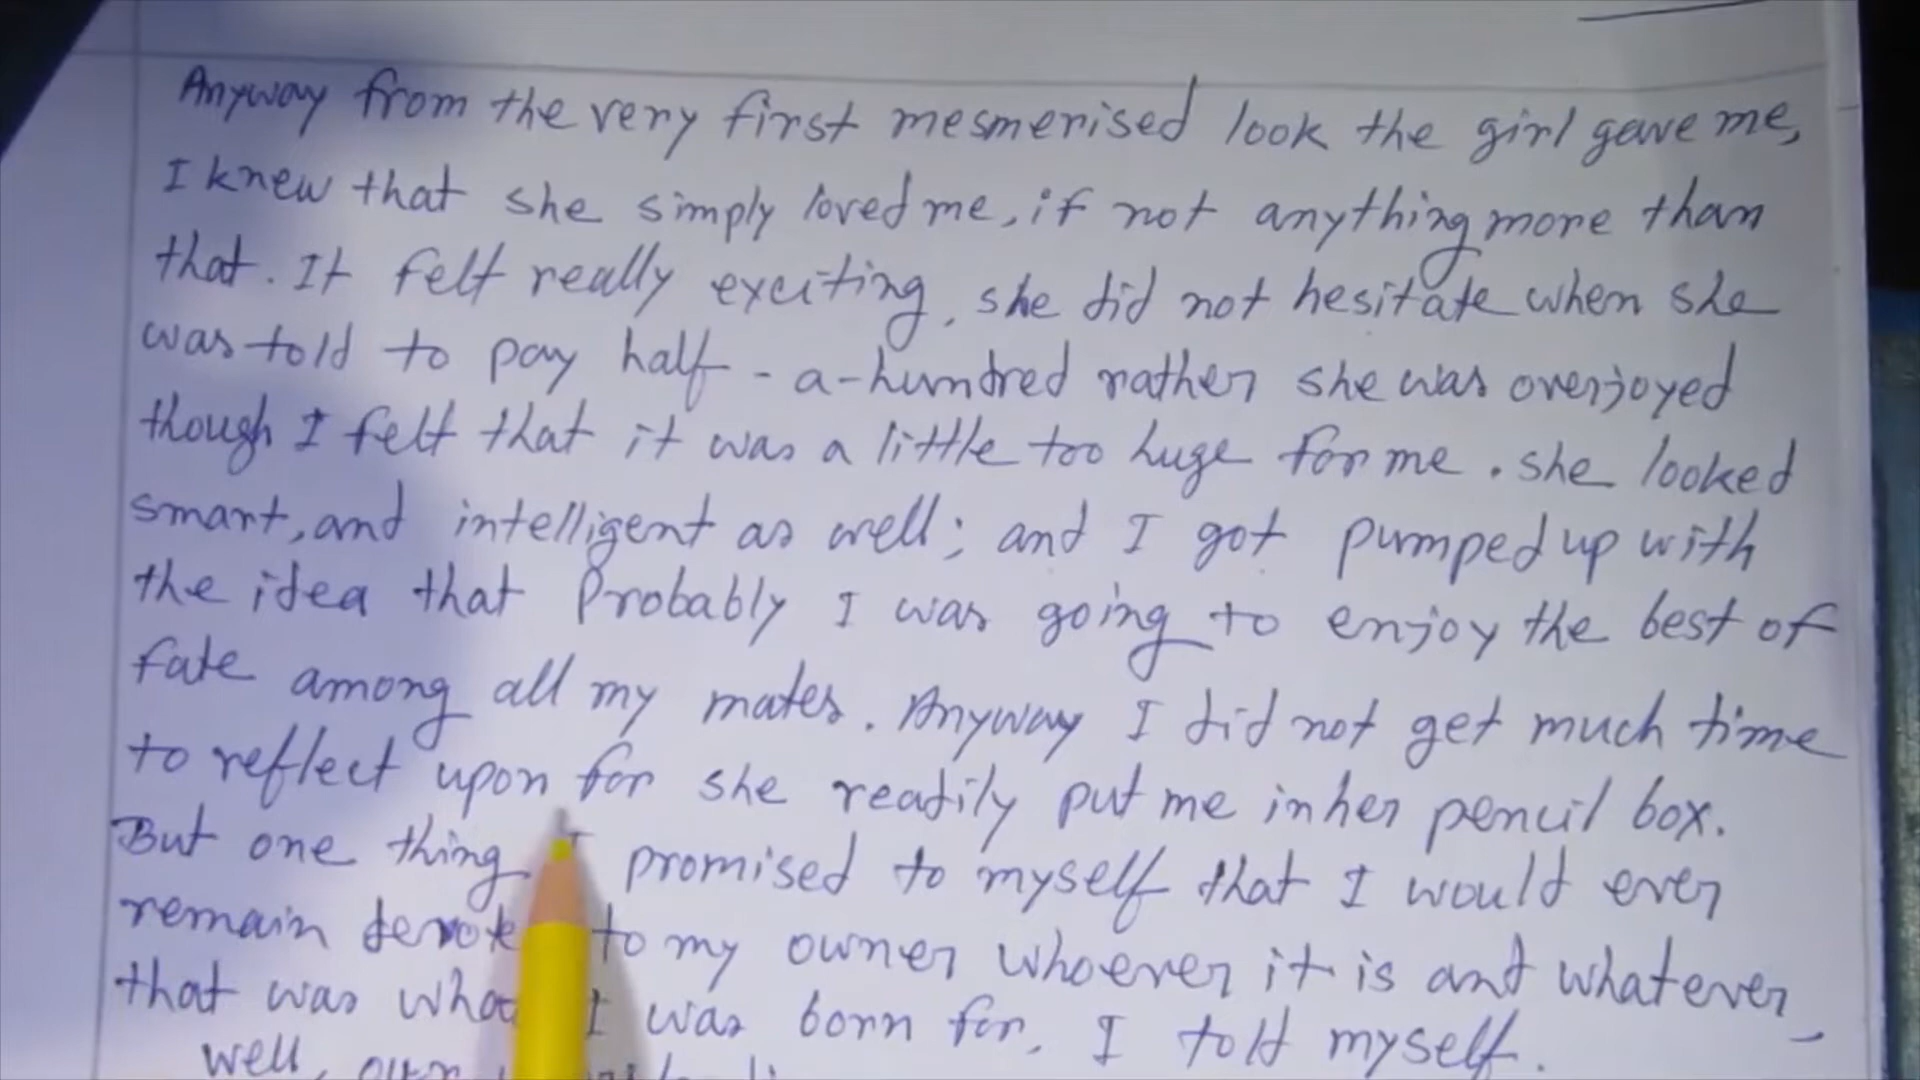 Anyway from the very first mesmerised look the girl gave me,
I knew that she simply loved me, if not anything more than
that. It felt really exciting, she did not hesitate when she
was told to pay half - a-hundred rather she was overjoyed
though I felt that it was a little too huge for me. she looked
smart, and intelligent as well; and I got pumped up with
the idea that Probably I was going to enjoy the best of
fate among all my mates. Anyway I did not get much time
to reflect upon for she readily put me in her pencil box.
But one thing I promised to myself that I would ever
remain to my owner whoever it is and whatever,
that was what I was born for, I told myself.
well, our